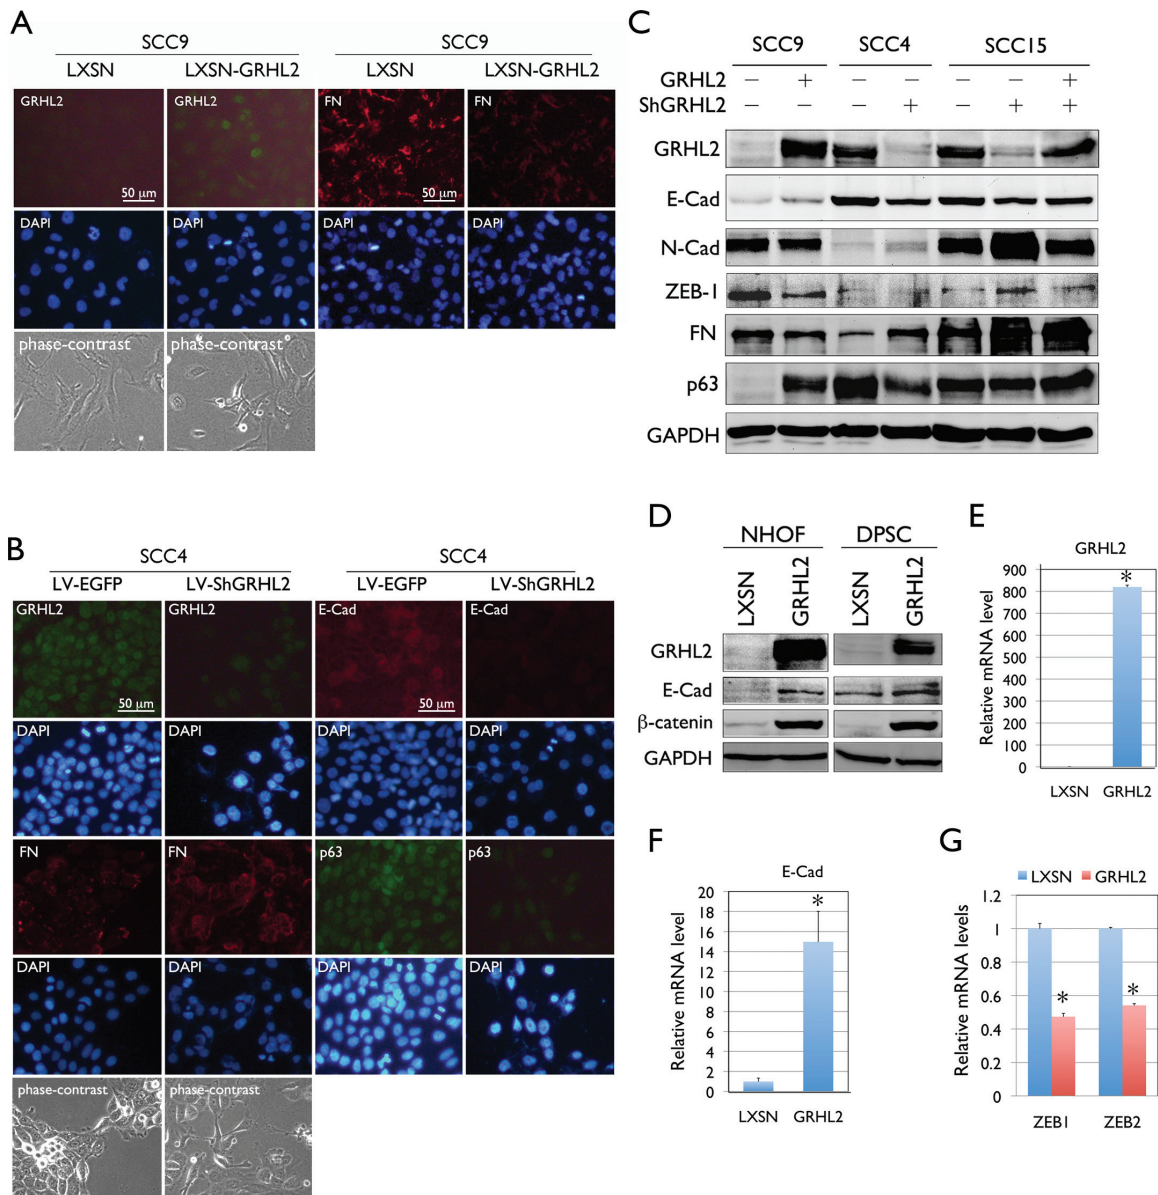 A
SCC9
SCC9
LXSN
LXSN-GRHL2
LXSN
LXSN-GRHL2
GRHL2
GRHL2
FN
FN
50 µm
50 µm
DAPI
DAPI
DAPI
DAPI
phase-contrast
phase-contrast
B
SCC4
SCC4
LV-EGFP
LV-ShGRHL2
LV-EGFP
LV-ShGRHL2
GRHL2
GRHL2
E-Cad
E-Cad
50 µm
50 µm
DAPI
DAPI
DAPI
DAPI
FN
FN
p63
p63
DAPI
DAPI
DAPI
DAPI
phase-contrast
phase-contrast
C
SCC9
SCC4
SCC15
GRHL2 − + − − − − +
ShGRHL2 − − − + − + +
GRHL2
E-Cad
N-Cad
ZEB-1
FN
p63
GAPDH
D
NHOF
DPSC
LXSN
GRHL2
LXSN
GRHL2
GRHL2
E-Cad
β-catenin
GAPDH
E
GRHL2
Relative mRNA level
900
800
700
600
500
400
300
200
100
0
*
LXSN
GRHL2
F
E-Cad
Relative mRNA level
20
18
16
14
12
10
8
6
4
2
0
*
LXSN
GRHL2
G
LXSN
GRHL2
Relative mRNA levels
1.2
1
0.8
0.6
0.4
0.2
0
*
*
ZEB1
ZEB2